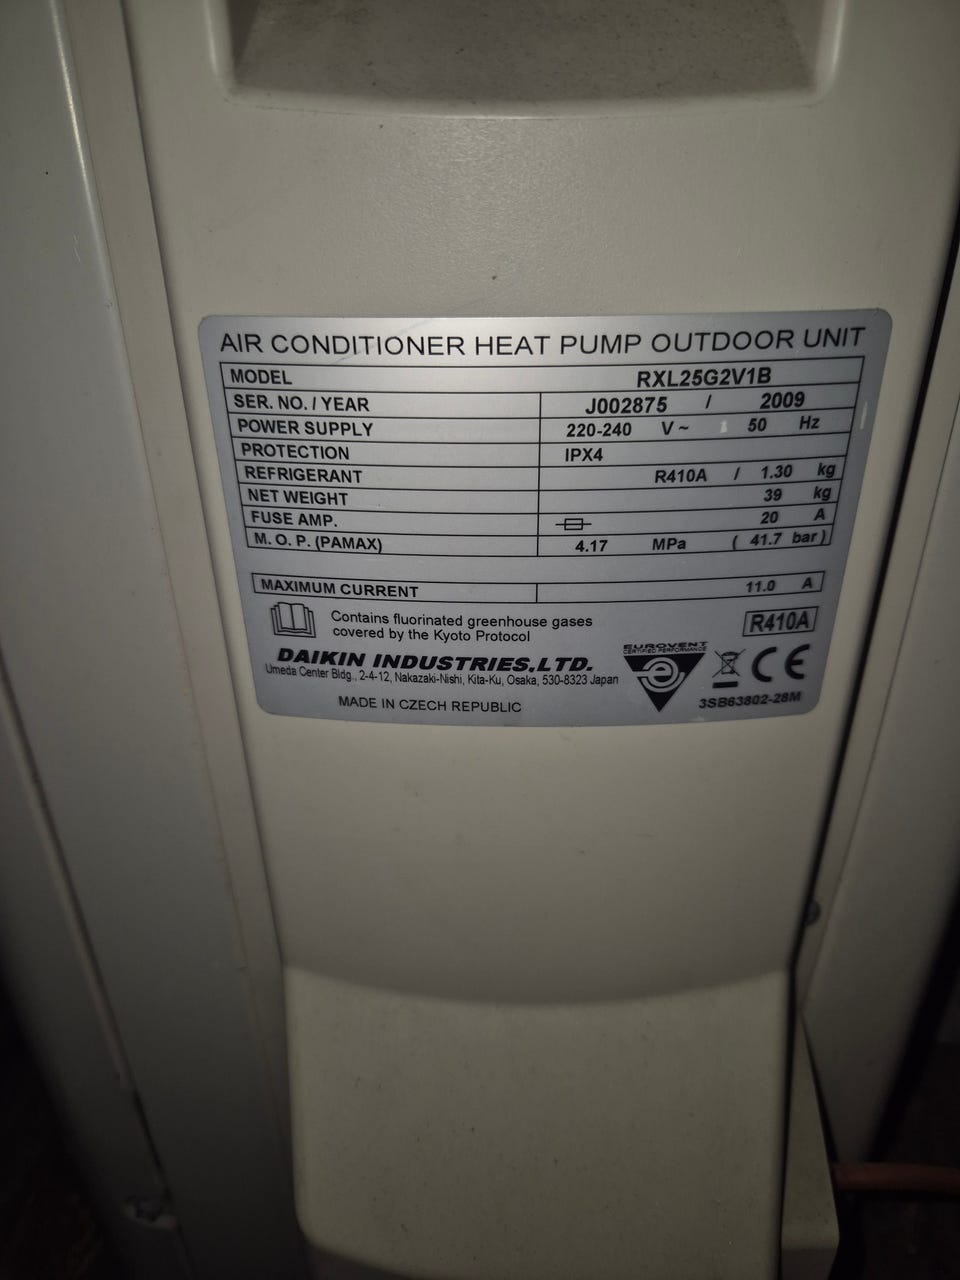 AIR CONDITIONER HEAT PUMP OUTDOOR UNIT
MODEL RXL25G2V1B
SER. NO. / YEAR J002875 / 2009
POWER SUPPLY 220-240 V ~ 50 Hz
PROTECTION IPX4
REFRIGERANT R410A / 1.30 kg
NET WEIGHT 39 kg
FUSE AMP. 20 A
M. O. P. (PAMAX) 4.17 MPa ( 41.7 bar )
MAXIMUM CURRENT 11.0 A
Contains fluorinated greenhouse gases
covered by the Kyoto Protocol
R410A
DAIKIN INDUSTRIES,LTD.
Umeda Center Bldg., 2-4-12, Nakazaki-Nishi, Kita-Ku, Osaka, 530-8323 Japan
EUROVENT
CERTIFIED PERFORMANCE
CE
MADE IN CZECH REPUBLIC
3SB63802-28M